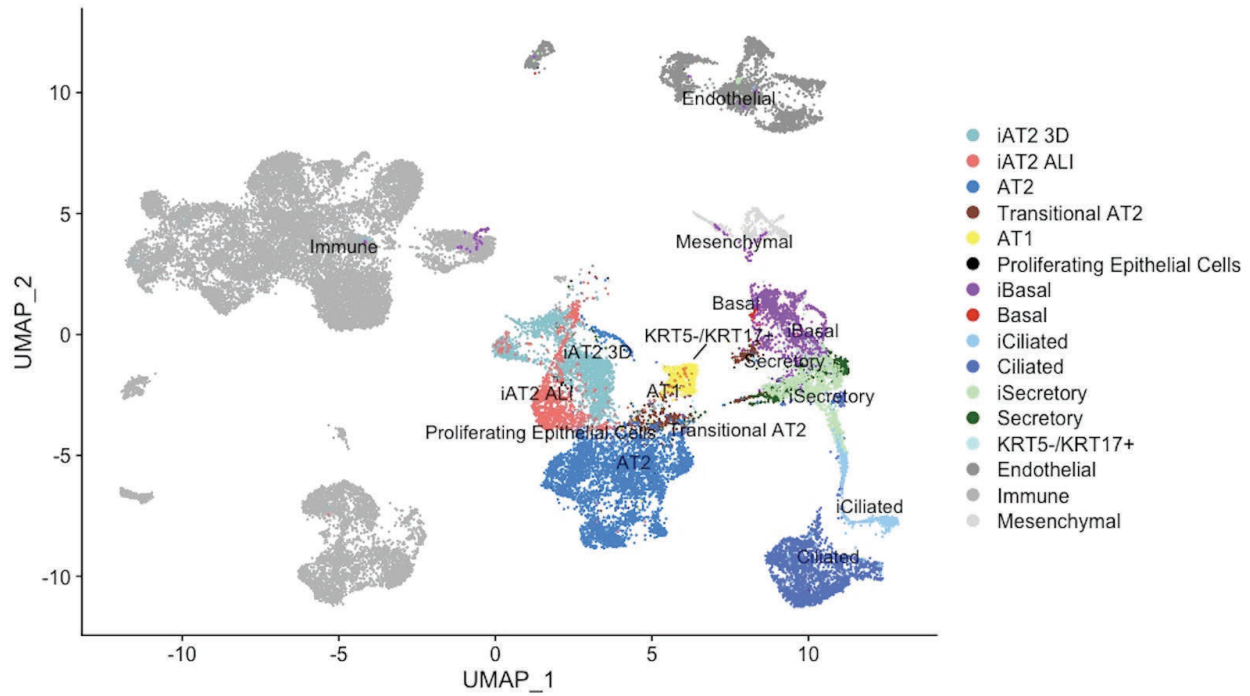 10
5
0
-5
-10
UMAP_2
-10
-5
0
5
10
UMAP_1
Endothelial
Immune
Mesenchymal
Basal
iBasal
KRT5-/KRT17+
iAT2 3D
Secretory
iAT2 ALI
AT1
iSecretory
Proliferating Epithelial Cells
Transitional AT2
AT2
iCiliated
Ciliated
iAT2 3D
iAT2 ALI
AT2
Transitional AT2
AT1
Proliferating Epithelial Cells
iBasal
Basal
iCiliated
Ciliated
iSecretory
Secretory
KRT5-/KRT17+
Endothelial
Immune
Mesenchymal